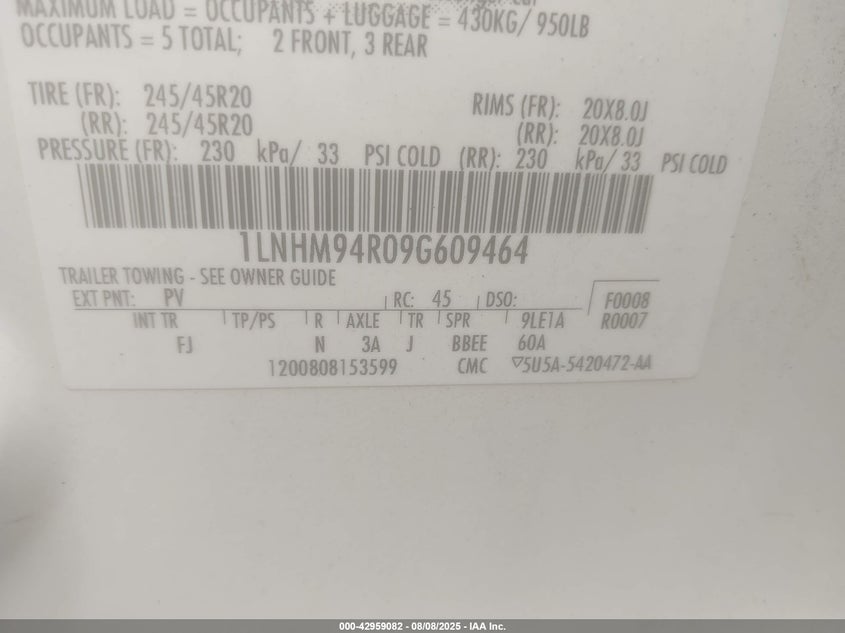 MAXIMUM LOAD = OCCUPANTS + LUGGAGE = 430KG/ 950LB
OCCUPANTS = 5 TOTAL; 2 FRONT, 3 REAR
TIRE (FR): 245/45R20 RIMS (FR): 20X8.0J
(RR): 245/45R20 (RR): 20X8.0J
PRESSURE (FR): 230 kPa/ 33 PSI COLD (RR): 230 kPa/ 33 PSI COLD
1LNHM94R09G609464
TRAILER TOWING - SEE OWNER GUIDE
EXT PNT: PV RC: 45 DSO: F0008
INT TR TP/PS R AXLE TR SPR 9LE1A R0007
FJ N 3A J BBEE 60A
1200808153599 CMC ▽5U5A-5420472-AA
000-42959082 - 08/08/2025 - IAA Inc.